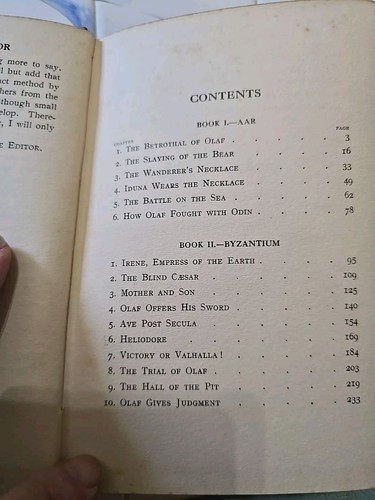 OR
ng more to say.
ll but add that
ct method by
hers from the
though small
elop. There-
, I will only
E EDITOR.
CONTENTS
BOOK I.—AAR
CHAPTER PAGE
1. THE BETROTHAL OF OLAF . . . . . 3
2. THE SLAYING OF THE BEAR . . . . 16
3. THE WANDERER'S NECKLACE . . . . 33
4. IDUNA WEARS THE NECKLACE . . . . 49
5. THE BATTLE ON THE SEA . . . . . 62
6. HOW OLAF FOUGHT WITH ODIN . . . . 78
BOOK II.—BYZANTIUM
1. IRENE, EMPRESS OF THE EARTH . . . . 95
2. THE BLIND CÆSAR . . . . . 109
3. MOTHER AND SON . . . . . 125
4. OLAF OFFERS HIS SWORD . . . . 140
5. AVE POST SECULA . . . . . 154
6. HELIODORE . . . . . 169
7. VICTORY OR VALHALLA! . . . . 184
8. THE TRIAL OF OLAF . . . . . 203
9. THE HALL OF THE PIT . . . . . 219
10. OLAF GIVES JUDGMENT . . . . 233